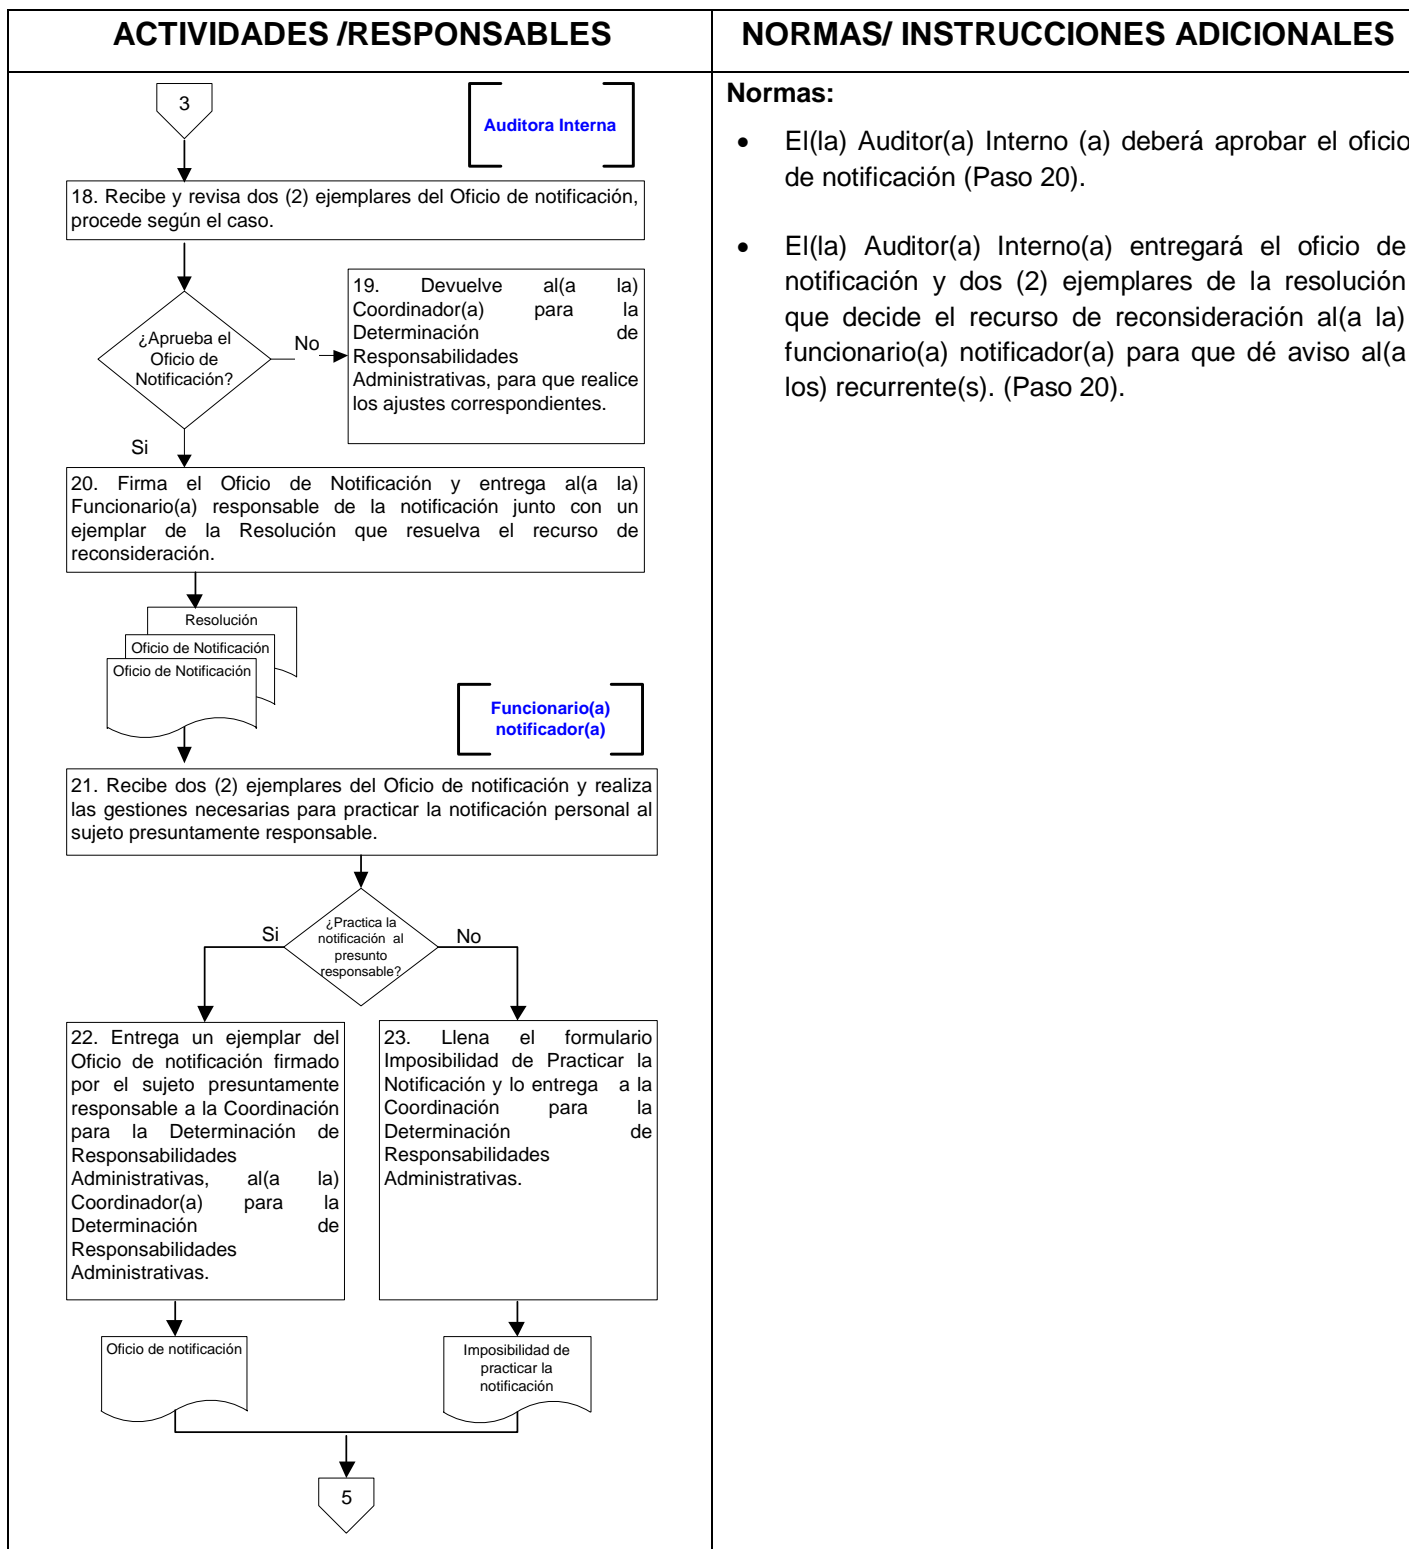 ACTIVIDADES /RESPONSABLES
NORMAS/ INSTRUCCIONES ADICIONALES
3
Auditora Interna
18. Recibe y revisa dos (2) ejemplares del Oficio de notificación,
procede según el caso.
¿Aprueba el
Oficio de
Notificación?
No
19. Devuelve al(a la)
Coordinador(a) para la
Determinación de
Responsabilidades
Administrativas, para que realice
los ajustes correspondientes.
Si
20. Firma el Oficio de Notificación y entrega al(a la)
Funcionario(a) responsable de la notificación junto con un
ejemplar de la Resolución que resuelva el recurso de
reconsideración.
Resolución
Oficio de Notificación
Oficio de Notificación
Funcionario(a)
notificador(a)
21. Recibe dos (2) ejemplares del Oficio de notificación y realiza
las gestiones necesarias para practicar la notificación personal al
sujeto presuntamente responsable.
¿Practica la
notificación al
presunto
responsable?
Si
No
22. Entrega un ejemplar del
Oficio de notificación firmado
por el sujeto presuntamente
responsable a la Coordinación
para la Determinación de
Responsabilidades
Administrativas, al(a la)
Coordinador(a) para la
Determinación de
Responsabilidades
Administrativas.
23. Llena el formulario
Imposibilidad de Practicar la
Notificación y lo entrega a la
Coordinación para la
Determinación de
Responsabilidades
Administrativas.
Oficio de notificación
Imposibilidad de
practicar la
notificación
5
Normas:
• El(la) Auditor(a) Interno (a) deberá aprobar el oficio
de notificación (Paso 20).
• El(la) Auditor(a) Interno(a) entregará el oficio de
notificación y dos (2) ejemplares de la resolución
que decide el recurso de reconsideración al(a la)
funcionario(a) notificador(a) para que dé aviso al(a
los) recurrente(s). (Paso 20).